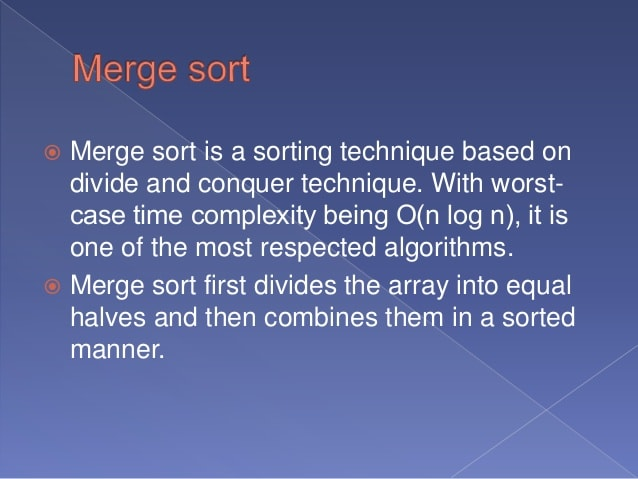 Merge sort
Merge sort is a sorting technique based on
divide and conquer technique. With worst-
case time complexity being Ο(n log n), it is
one of the most respected algorithms.
Merge sort first divides the array into equal
halves and then combines them in a sorted
manner.